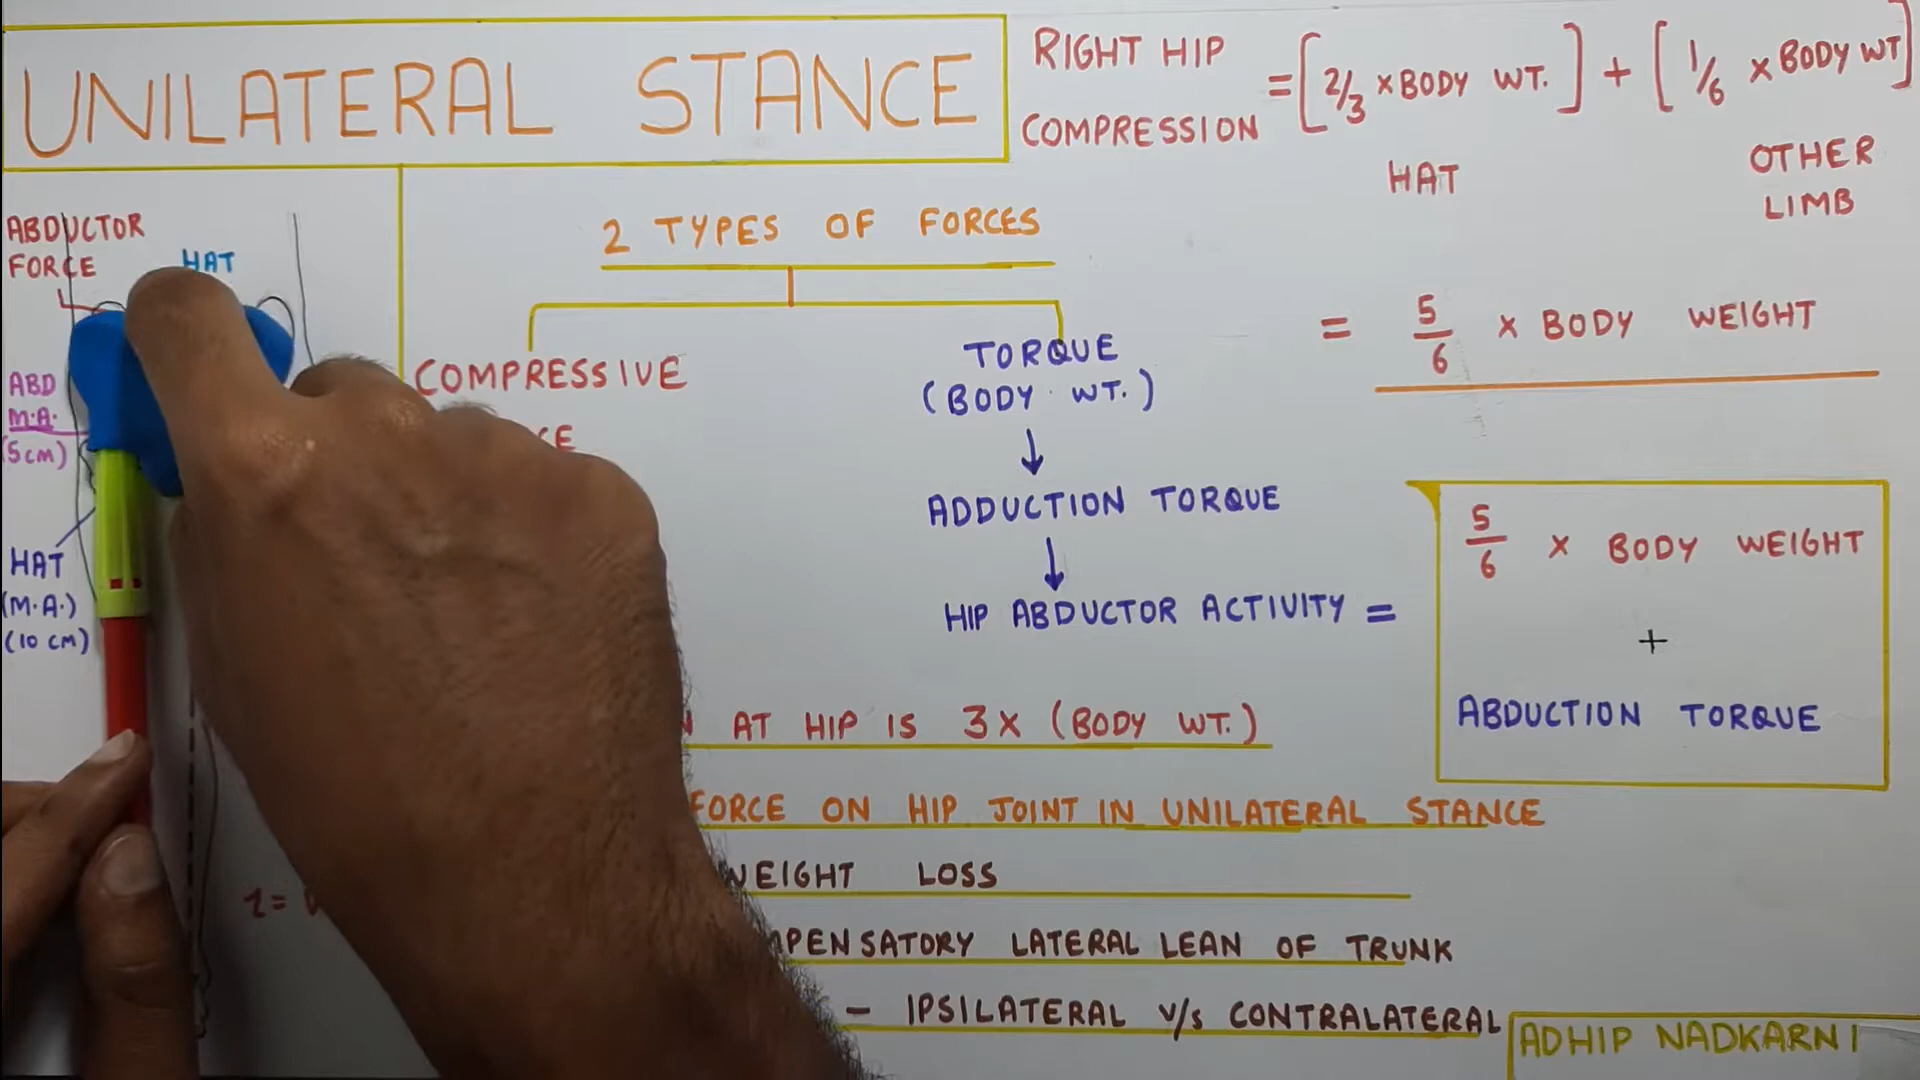 UNILATERAL STANCE
RIGHT HIP
COMPRESSION
= [2/3 × BODY WT.] + [1/6 × BODY WT]
HAT
OTHER
LIMB
= 5/6 × BODY WEIGHT
ABDUCTOR
FORCE
HAT
ABD
M.A.
(5 CM)
HAT
(M.A.)
(10 CM)
2 TYPES OF FORCES
COMPRESSIVE
TORQUE
(BODY WT.)
↓
ADDUCTION TORQUE
↓
HIP ABDUCTOR ACTIVITY =
5/6 × BODY WEIGHT
+
ABDUCTION TORQUE
AT HIP IS 3X (BODY WT.)
FORCE ON HIP JOINT IN UNILATERAL STANCE
WEIGHT LOSS
LATERAL LEAN OF TRUNK
- IPSILATERAL V/S CONTRALATERAL
ADHIP NADKARNI